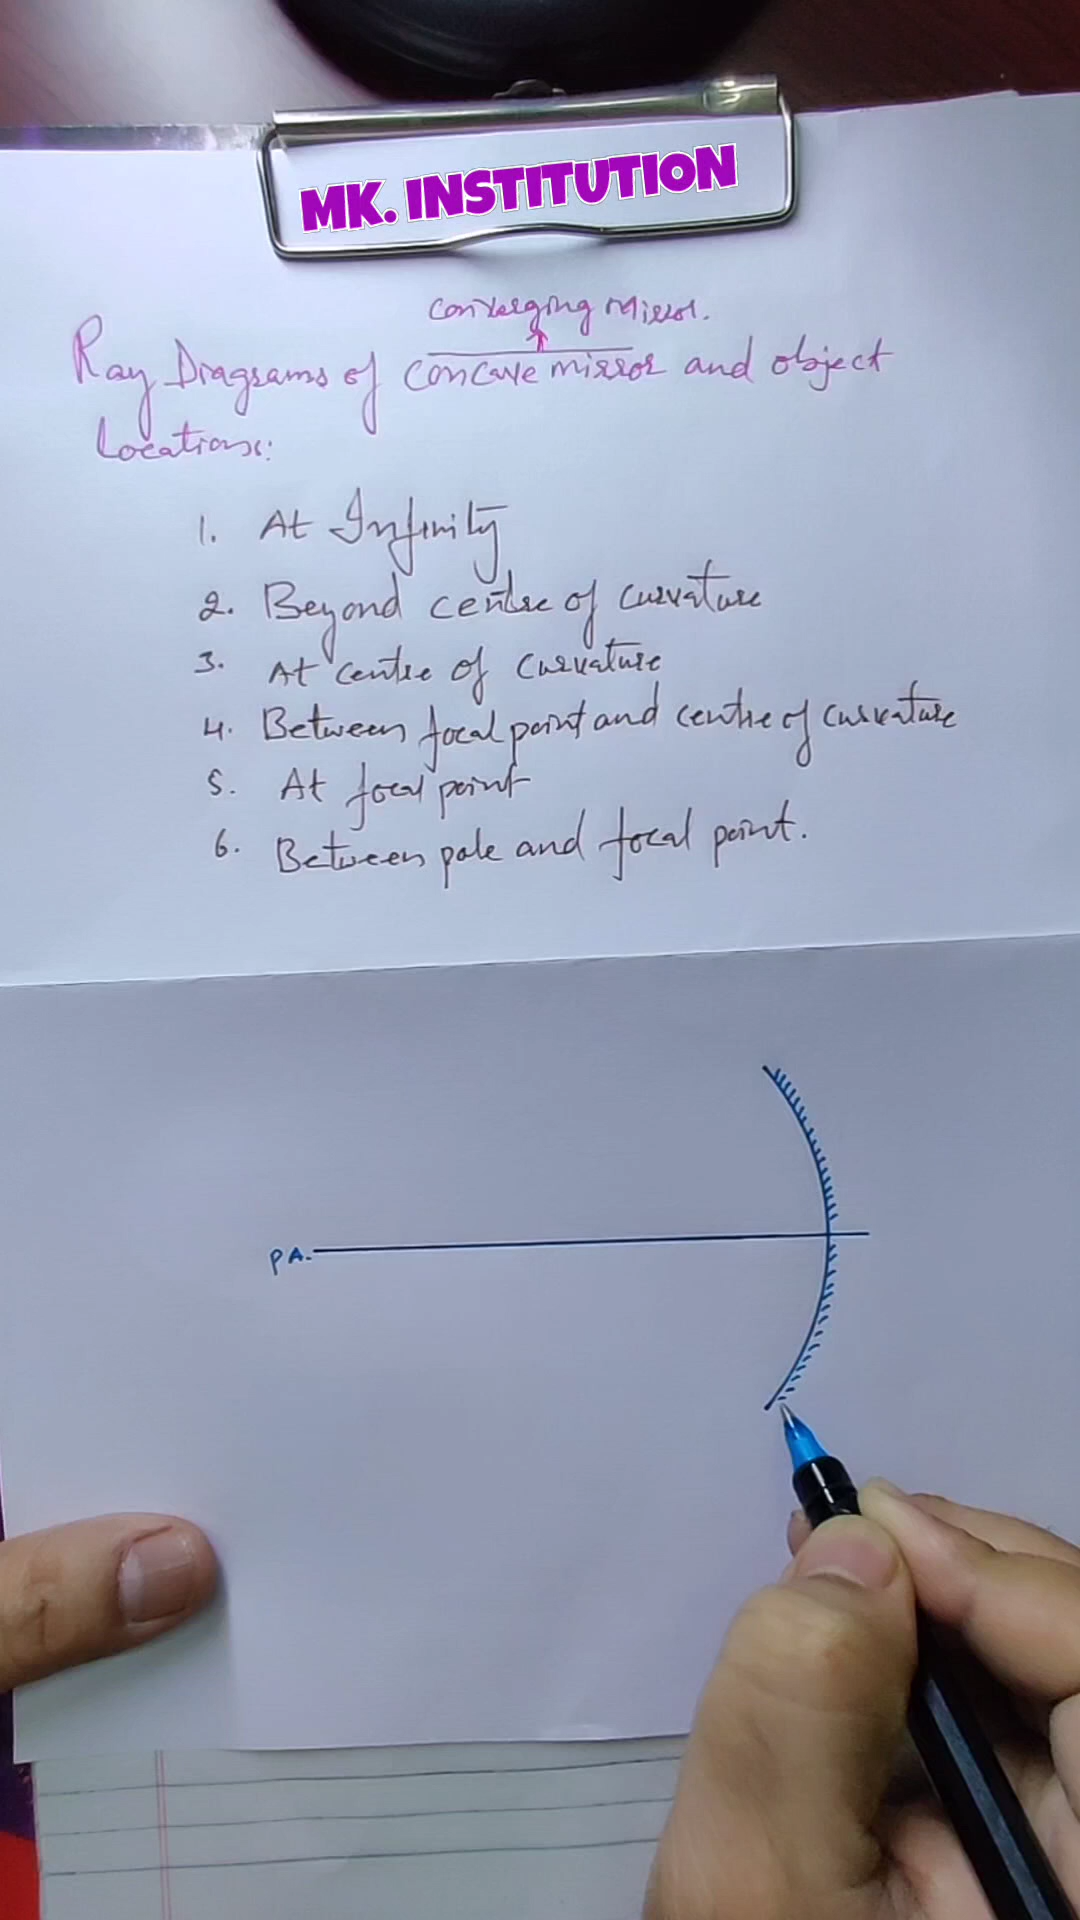 MK. INSTITUTION
Converging Mirror.
Ray Diagrams of concave mirror and object
Locations:
1. At Infinity
2. Beyond centre of curvature
3. At centre of curvature
4. Between focal point and centre of curvature
5. At focal point
6. Between pole and focal point.
PA.